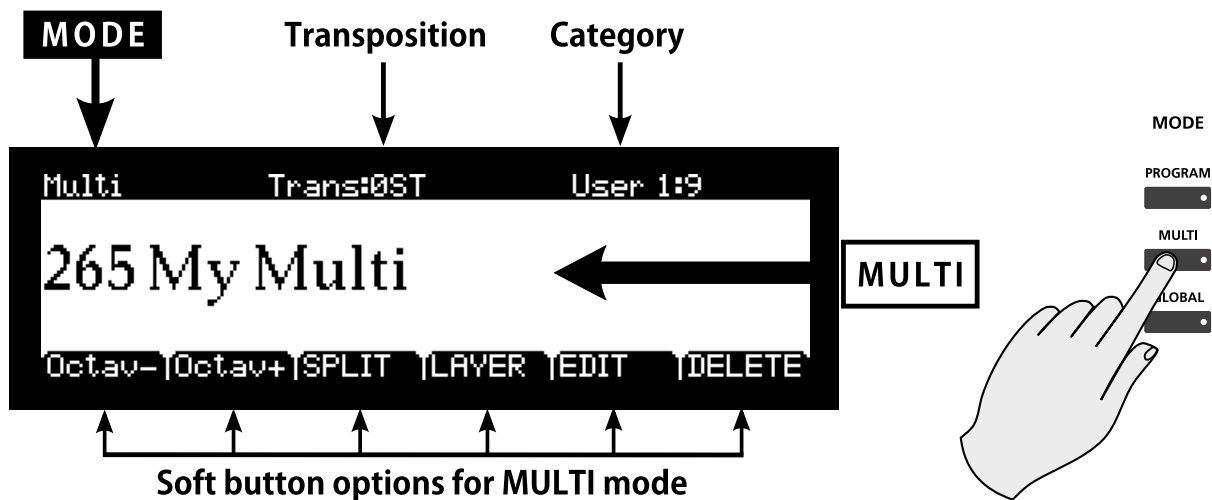 MODE Transposition Category
Multi Trans:0ST User 1:9
265 My Multi
MULTI
Octav- Octav+ SPLIT LAYER EDIT DELETE
Soft button options for MULTI mode
MODE
PROGRAM
MULTI
LOBAL